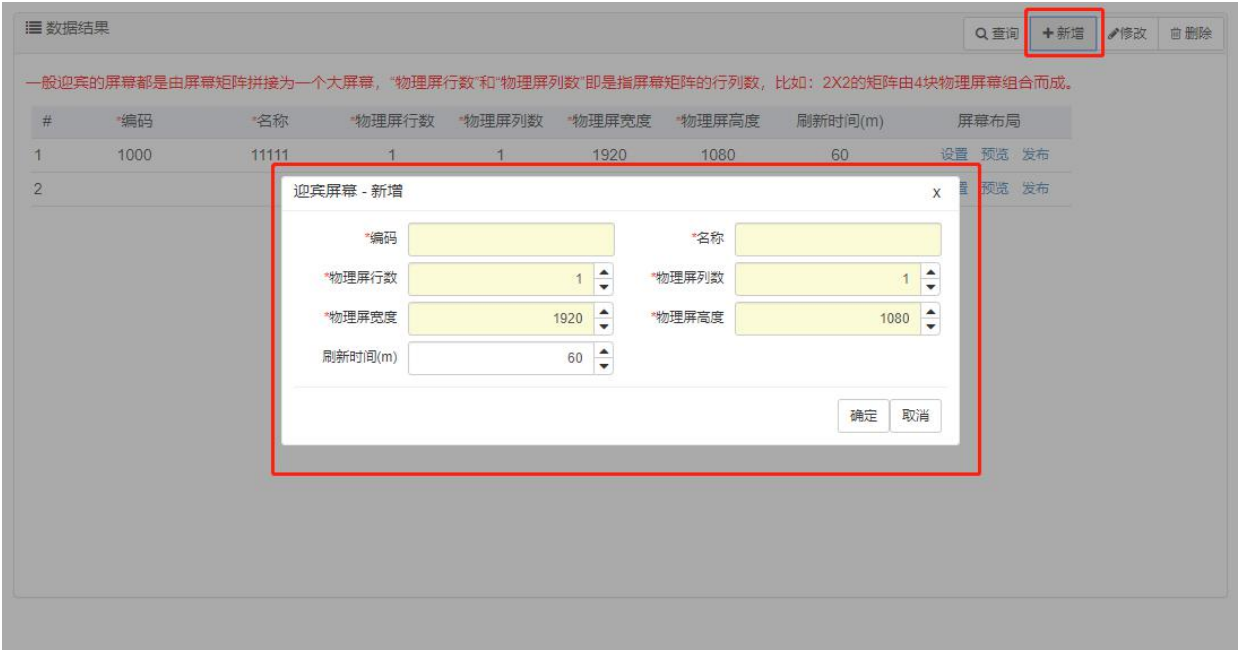 数据结果 查询 新增 修改 删除
一般迎宾的屏幕都是由屏幕矩阵拼接为一个大屏幕，“物理屏行数”和“物理屏列数”即是指屏幕矩阵的行列数，比如：2X2的矩阵由4块物理屏幕组合而成。
# *编码 *名称 *物理屏行数 *物理屏列数 *物理屏宽度 *物理屏高度 刷新时间(m) 屏幕布局
1 1000 11111 1 1 1920 1080 60 设置 预览 发布
2 置 预览 发布
迎宾屏幕 - 新增 x
*编码 *名称
*物理屏行数 1 *物理屏列数 1
*物理屏宽度 1920 *物理屏高度 1080
刷新时间(m) 60
确定 取消